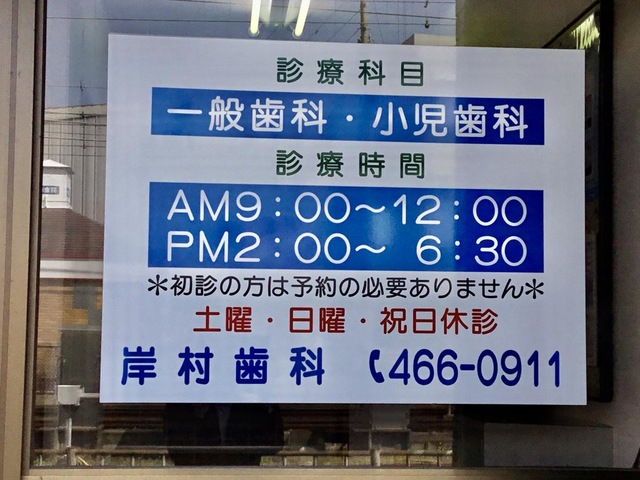 診療科目
一般歯科・小児歯科
診療時間
AM9:00〜12:00
PM2:00〜 6:30
＊初診の方は予約の必要ありません＊
土曜・日曜・祝日休診
岸村歯科 466-0911